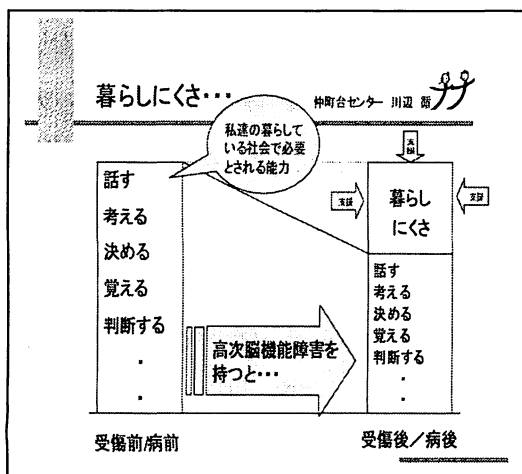 暮らしにくさ・・・
仲町台センター 川辺
私達の暮らして
いる社会で必要
とされる能力
話す
考える
決める
覚える
判断する
・
・
高次脳機能障害を
持つと・・・
受傷前/病前
支援
支援
支援
暮らし
にくさ
話す
考える
決める
覚える
判断する
・
・
受傷後/病後